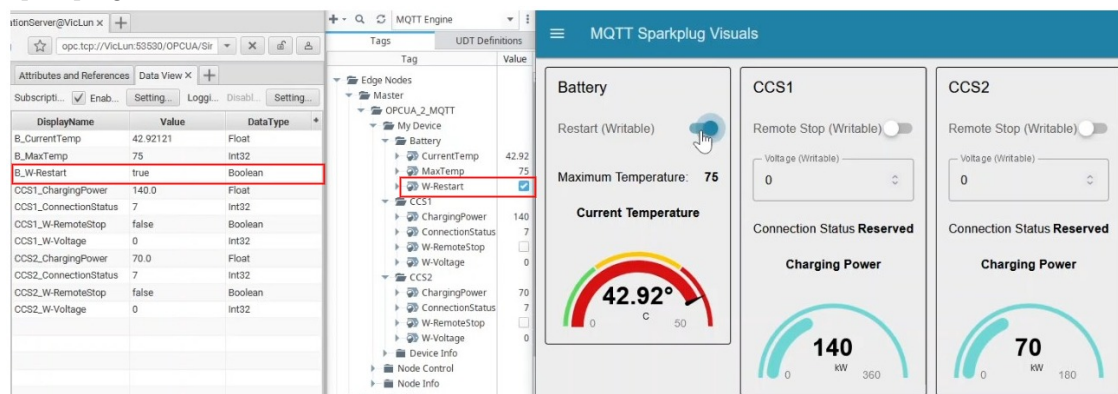 tionServer@VicLun ×
opc.tcp://VicLun:53530/OPCUA/Sir
Attributes and References
Data View ×
Subscripti...
Enab...
Setting...
Loggi...
Disabl...
Setting...
DisplayName Value DataType
B_CurrentTemp 42.92121 Float
B_MaxTemp 75 Int32
B_W-Restart true Boolean
CCS1_ChargingPower 140.0 Float
CCS1_ConnectionStatus 7 Int32
CCS1_W-RemoteStop false Boolean
CCS1_W-Voltage 0 Int32
CCS2_ChargingPower 70.0 Float
CCS2_ConnectionStatus 7 Int32
CCS2_W-RemoteStop false Boolean
CCS2_W-Voltage 0 Int32
MQTT Engine
Tags
UDT Definitions
Tag Value
Edge Nodes
Master
OPCUA_2_MQTT
My Device
Battery
CurrentTemp 42.92
MaxTemp 75
W-Restart
CCS1
ChargingPower 140
ConnectionStatus 7
W-RemoteStop
W-Voltage 0
CCS2
ChargingPower 70
ConnectionStatus 7
W-RemoteStop
W-Voltage 0
Device Info
Node Control
Node Info
MQTT Sparkplug Visuals
Battery
Restart (Writable)
Maximum Temperature: 75
Current Temperature
42.92°
C
0
50
CCS1
Remote Stop (Writable)
Voltage (Writable)
0
Connection Status Reserved
Charging Power
140
kW
0
360
CCS2
Remote Stop (Writable)
Voltage (Writable)
0
Connection Status Reserved
Charging Power
70
kW
0
180